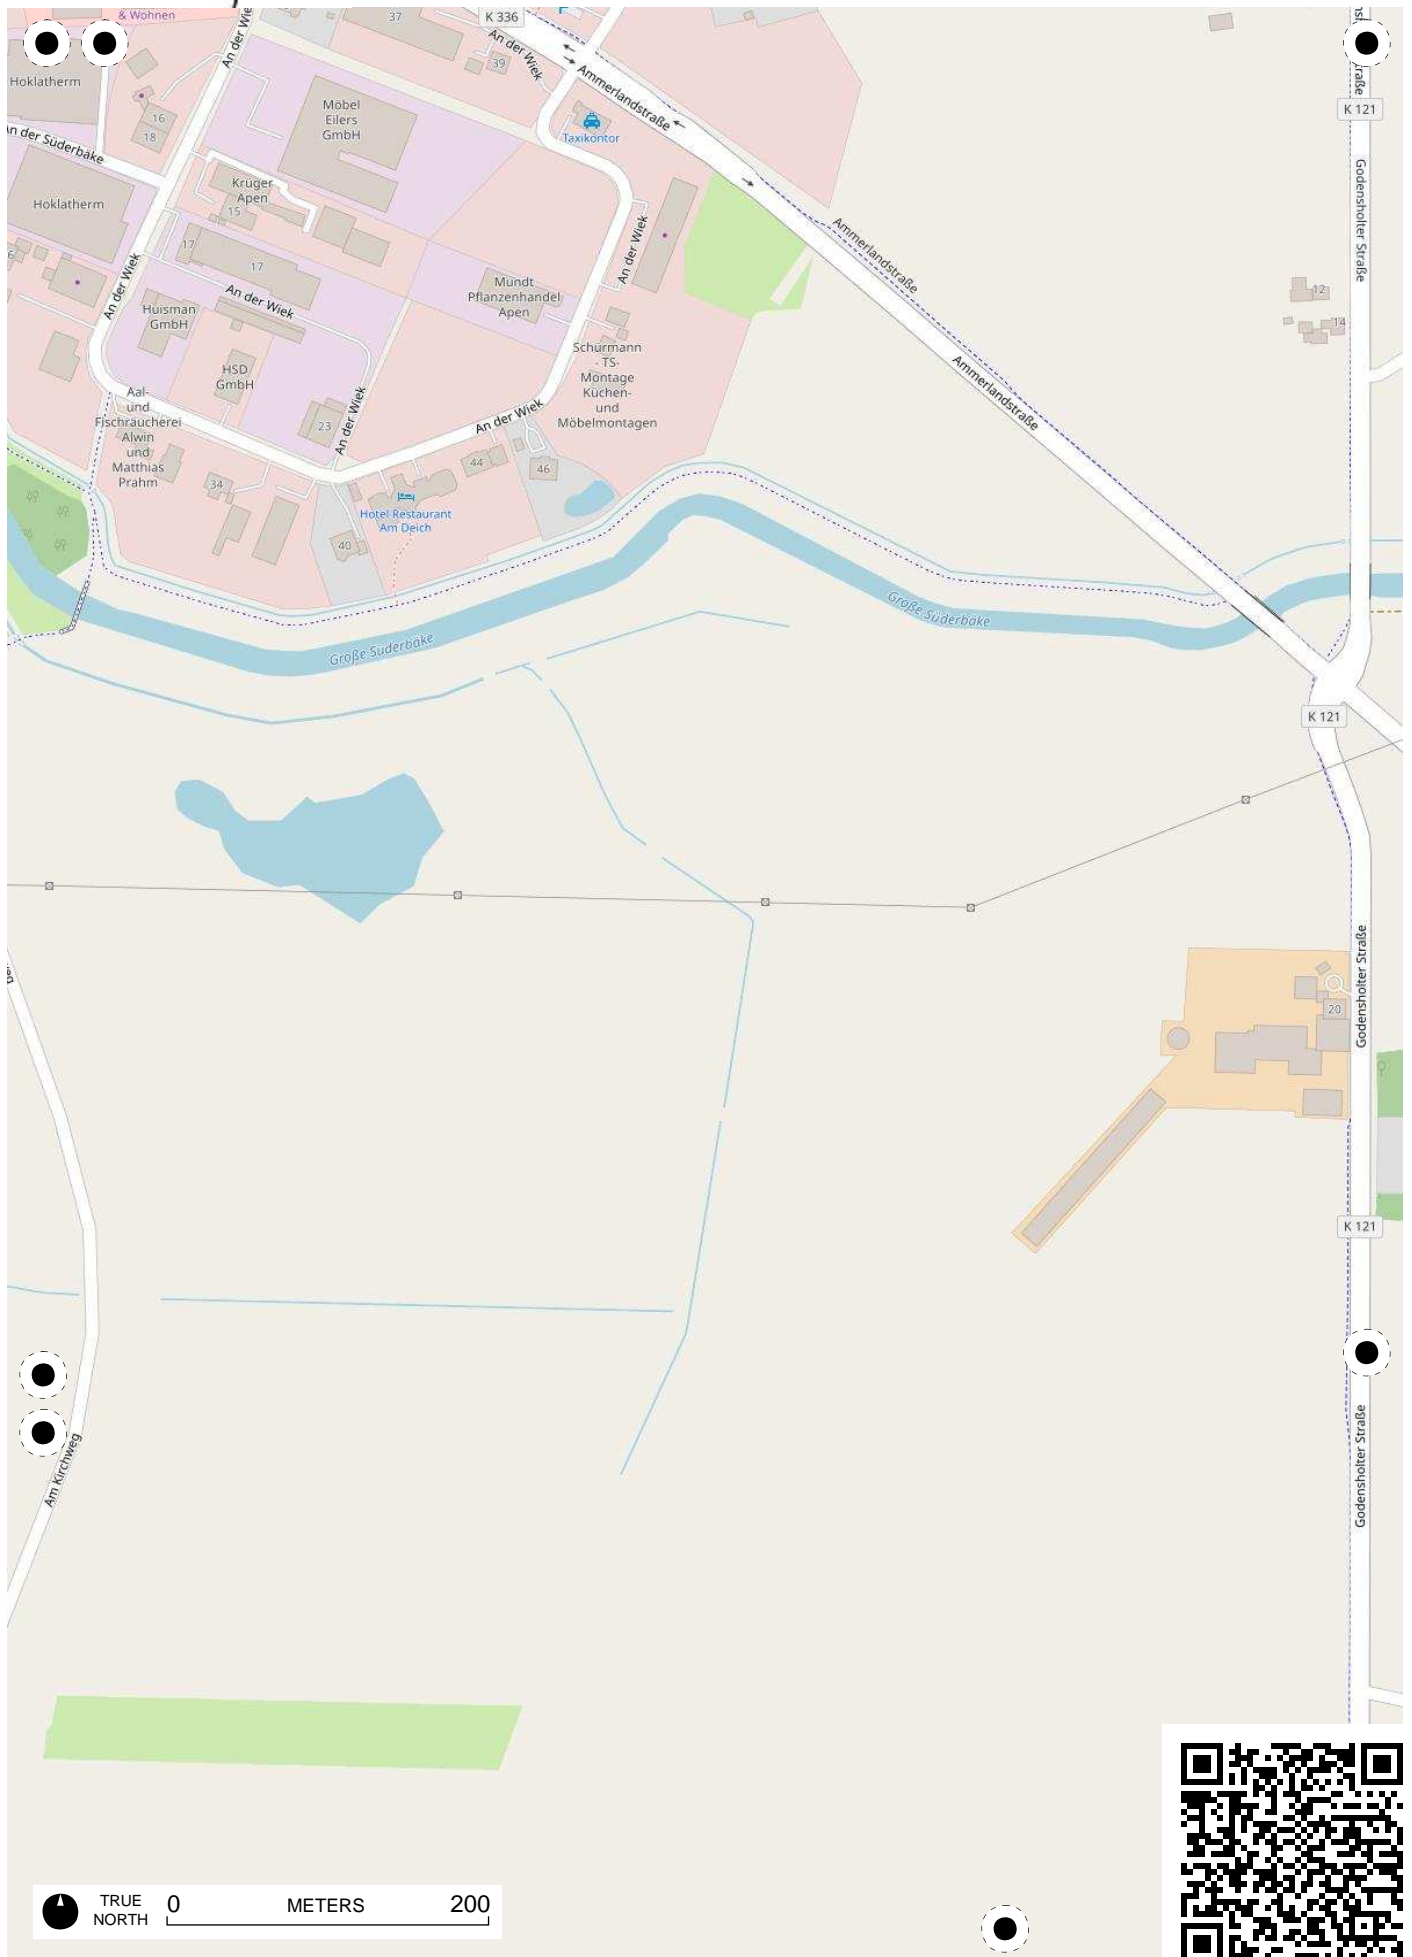 & Wohnen
37
K 336
An der Wiek
An der Wiek
39
Hoklatherm
Ammerlandstraße
Möbel
Eilers
GmbH
16
18
Taxikontor
K 121
An der Süderbäke
Krüger
Apen
15
Hoklatherm
Godensholter Straße
An der Wiek
Ammerlandstraße
17
17
6
An der Wiek
An der Wiek
Mundt
Pflanzenhandel
Apen
12
14
Huisman
GmbH
Schürmann
- TS-
Montage
Küchen-
und
Möbelmontagen
HSD
GmbH
Ammerlandstraße
Aal-
und
Fischräucherei
Alwin
und
Matthias
Prahm
23
An der Wiek
An der Wiek
44
46
34
Hotel Restaurant
Am Deich
40
Große Süderbäke
Große Süderbäke
K 121
Godensholter Straße
20
K 121
Godensholter Straße
Am Kirchweg
TRUE
NORTH
0 METERS 200